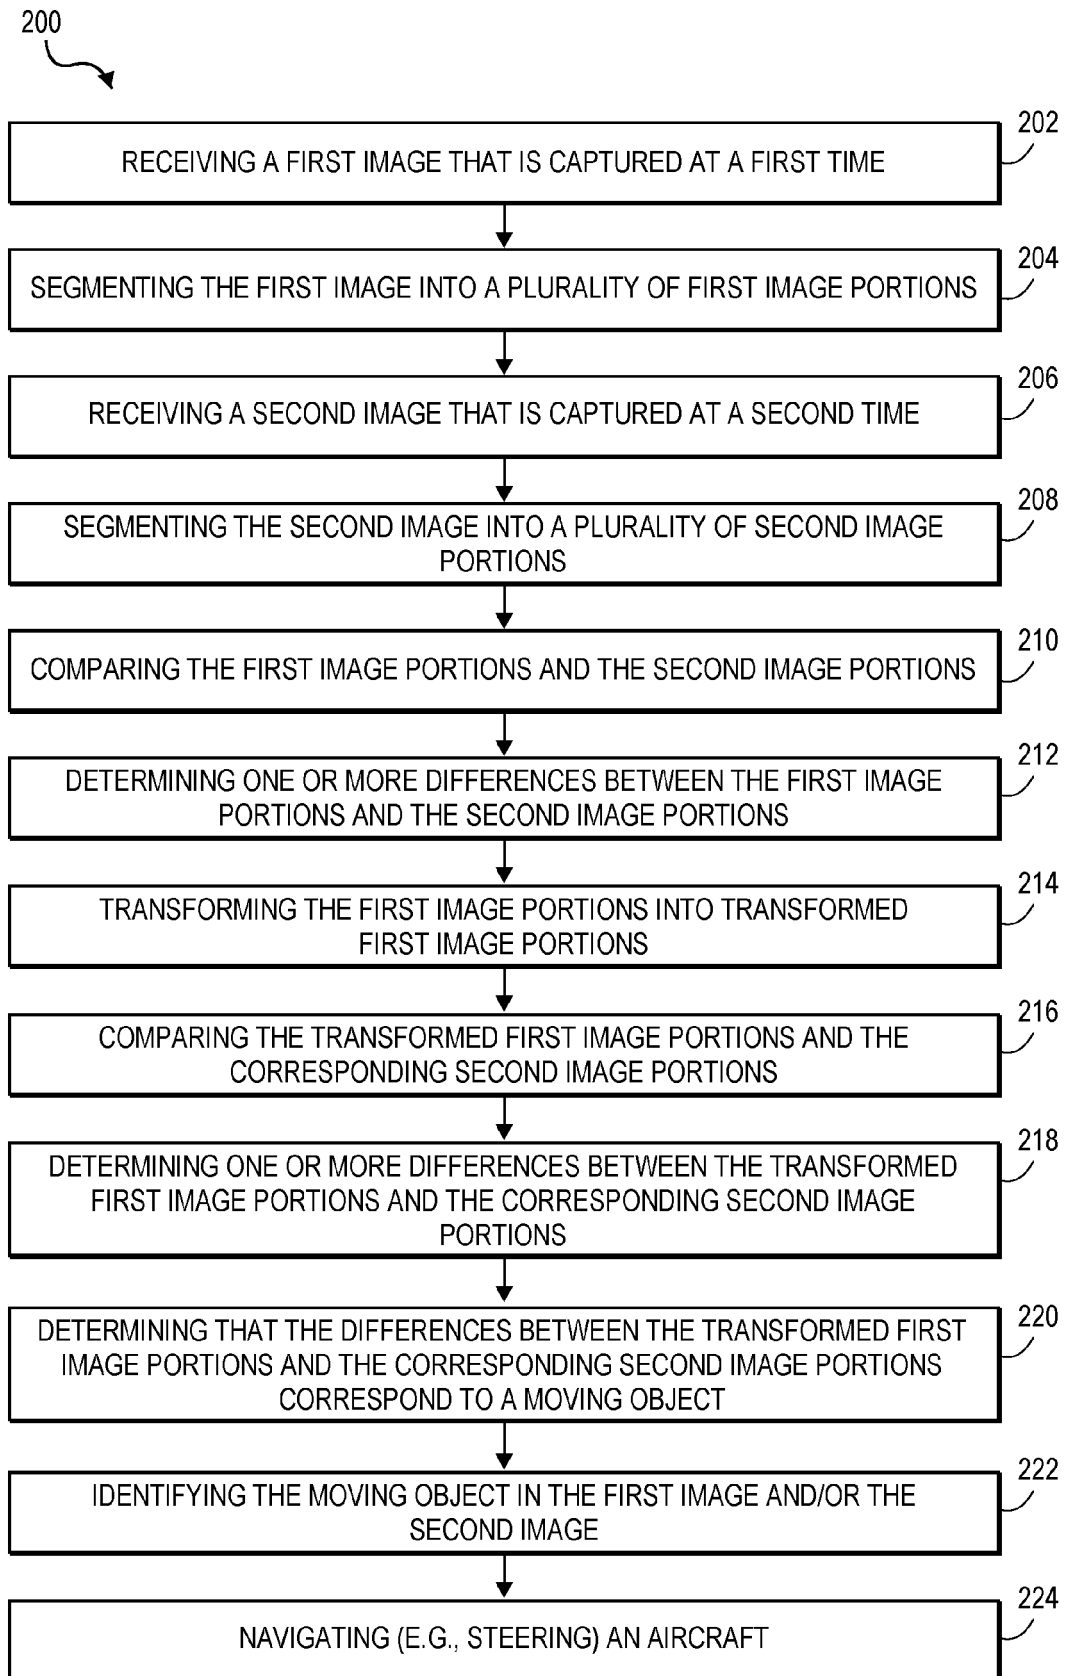 200
202
RECEIVING A FIRST IMAGE THAT IS CAPTURED AT A FIRST TIME
204
SEGMENTING THE FIRST IMAGE INTO A PLURALITY OF FIRST IMAGE PORTIONS
206
RECEIVING A SECOND IMAGE THAT IS CAPTURED AT A SECOND TIME
208
SEGMENTING THE SECOND IMAGE INTO A PLURALITY OF SECOND IMAGE
PORTIONS
210
COMPARING THE FIRST IMAGE PORTIONS AND THE SECOND IMAGE PORTIONS
212
DETERMINING ONE OR MORE DIFFERENCES BETWEEN THE FIRST IMAGE
PORTIONS AND THE SECOND IMAGE PORTIONS
214
TRANSFORMING THE FIRST IMAGE PORTIONS INTO TRANSFORMED
FIRST IMAGE PORTIONS
216
COMPARING THE TRANSFORMED FIRST IMAGE PORTIONS AND THE
CORRESPONDING SECOND IMAGE PORTIONS
218
DETERMINING ONE OR MORE DIFFERENCES BETWEEN THE TRANSFORMED
FIRST IMAGE PORTIONS AND THE CORRESPONDING SECOND IMAGE
PORTIONS
220
DETERMINING THAT THE DIFFERENCES BETWEEN THE TRANSFORMED FIRST
IMAGE PORTIONS AND THE CORRESPONDING SECOND IMAGE PORTIONS
CORRESPOND TO A MOVING OBJECT
222
IDENTIFYING THE MOVING OBJECT IN THE FIRST IMAGE AND/OR THE
SECOND IMAGE
224
NAVIGATING (E.G., STEERING) AN AIRCRAFT